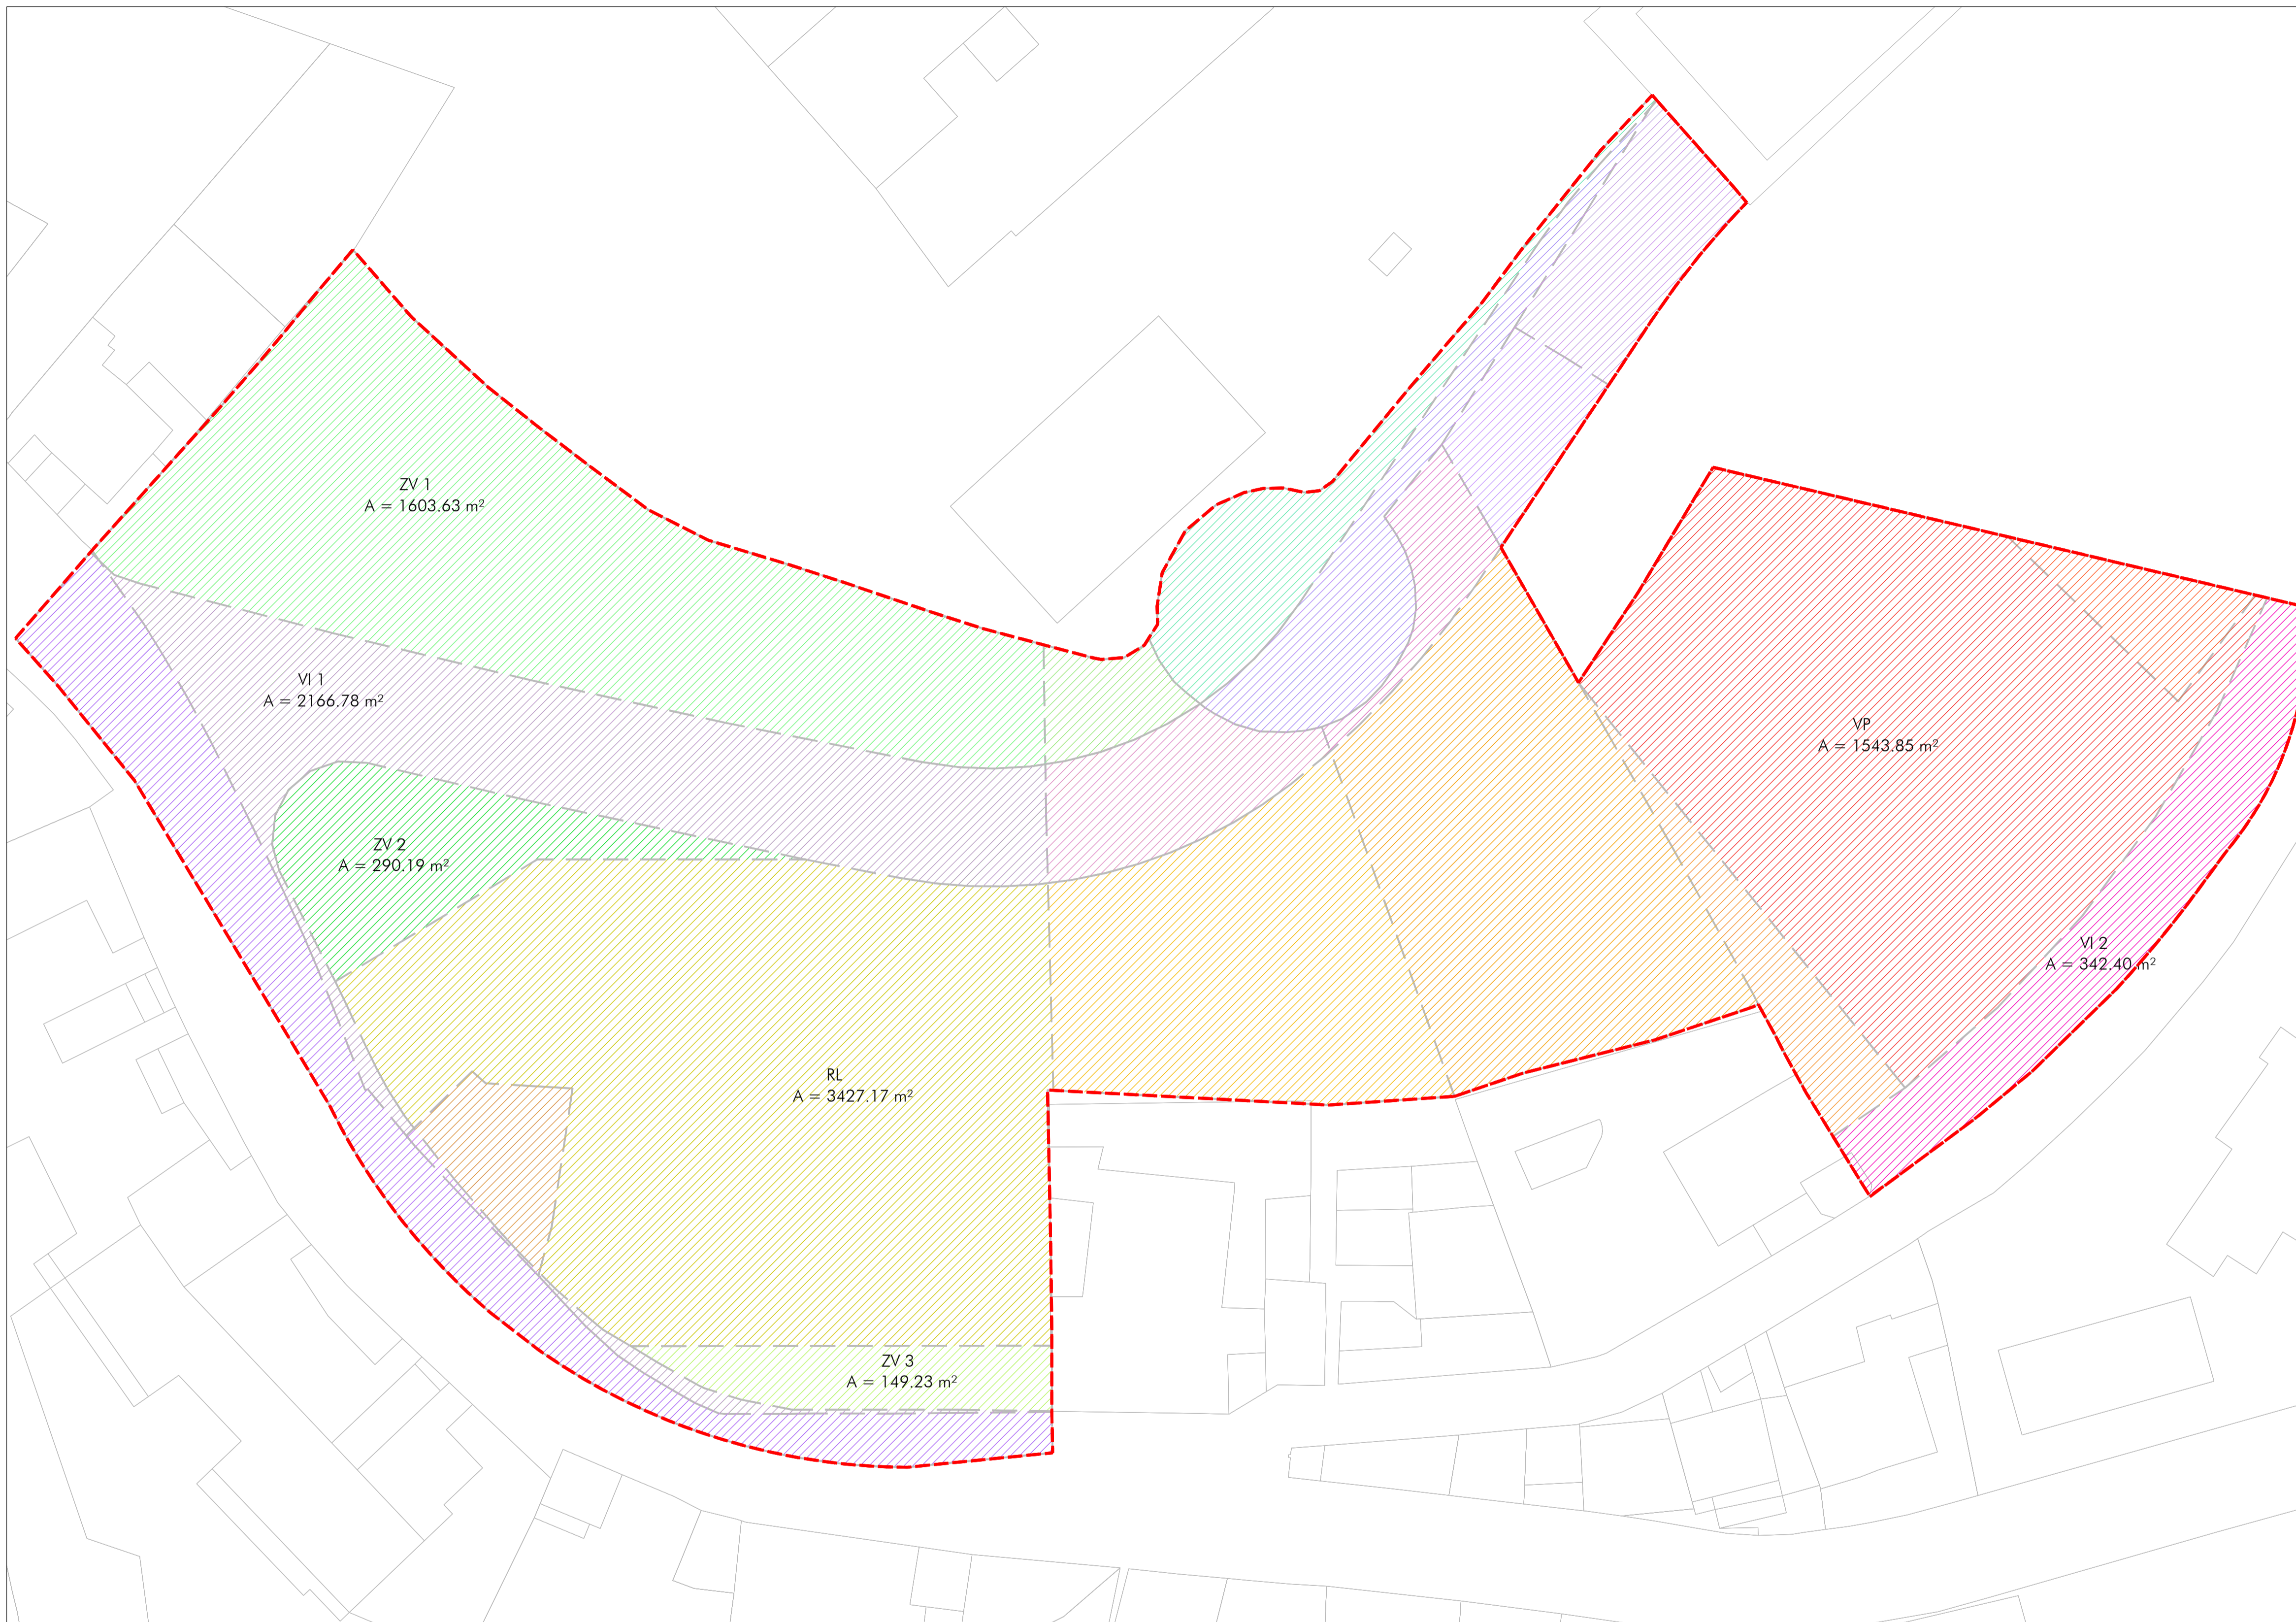 ZV 1
A = 1603.63 m²
VI 1
A = 2166.78 m²
VP
A = 1543.85 m²
ZV 2
A = 290.19 m²
VI 2
A = 342.40 m²
RL
A = 3427.17 m²
ZV 3
A = 149.23 m²